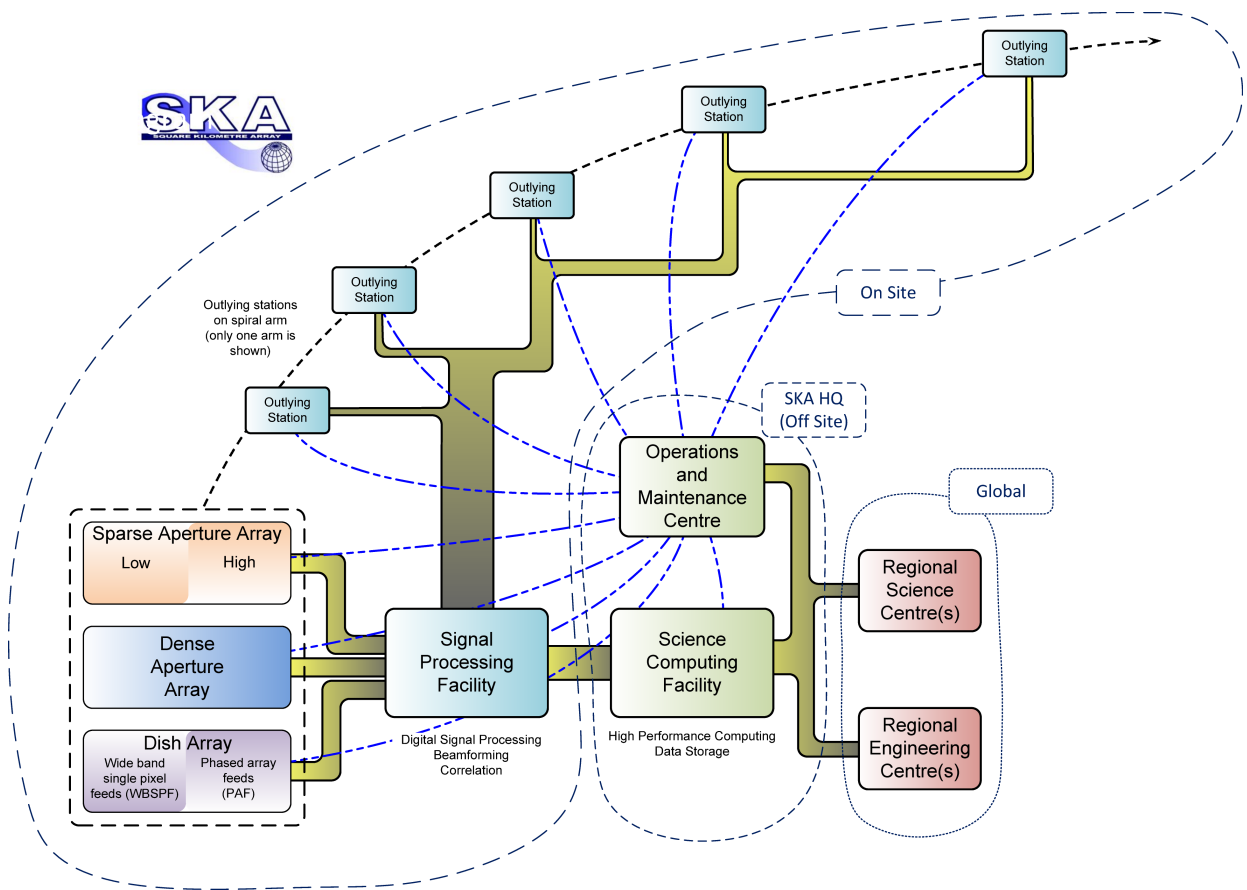 Outlying
Station
Outlying
Station
SKA
SQUARE KILOMETRE ARRAY
Outlying
Station
Outlying
Station
On Site
Outlying stations
on spiral arm
(only one arm is
shown)
Outlying
Station
SKA HQ
(Off Site)
Operations
and
Maintenance
Centre
Global
Sparse Aperture Array
Low
High
Regional
Science
Centre(s)
Dense
Aperture
Array
Signal
Processing
Facility
Science
Computing
Facility
Dish Array
Wide band
single pixel
feeds (WBSPF)
Phased array
feeds
(PAF)
Digital Signal Processing
Beamforming
Correlation
High Performance Computing
Data Storage
Regional
Engineering
Centre(s)